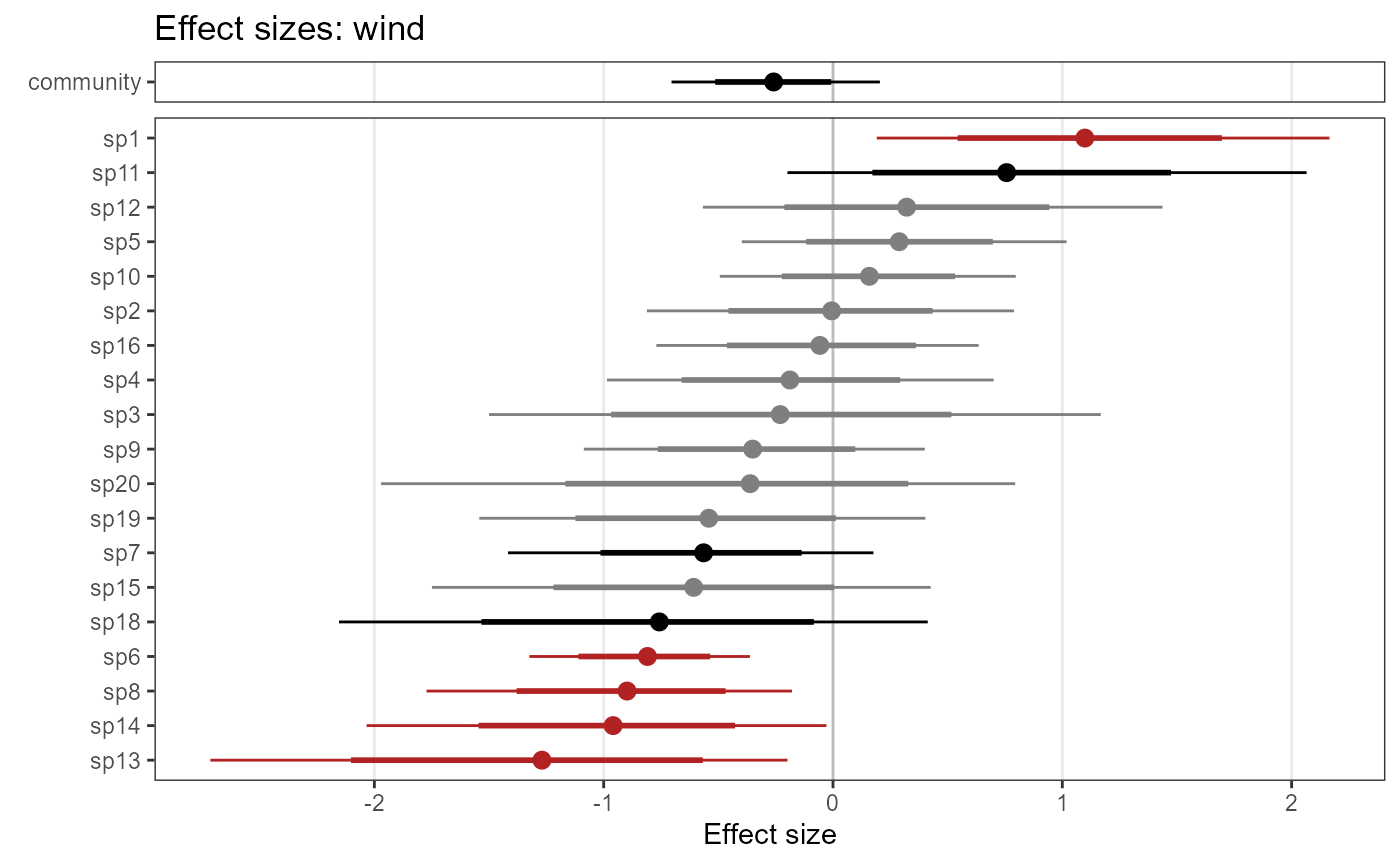 Effect sizes: wind
community
sp1
sp11
sp12
sp5
sp10
sp2
sp16
sp4
sp3
sp9
sp20
sp19
sp7
sp15
sp18
sp6
sp8
sp14
sp13
-2 -1 0 1 2
Effect size